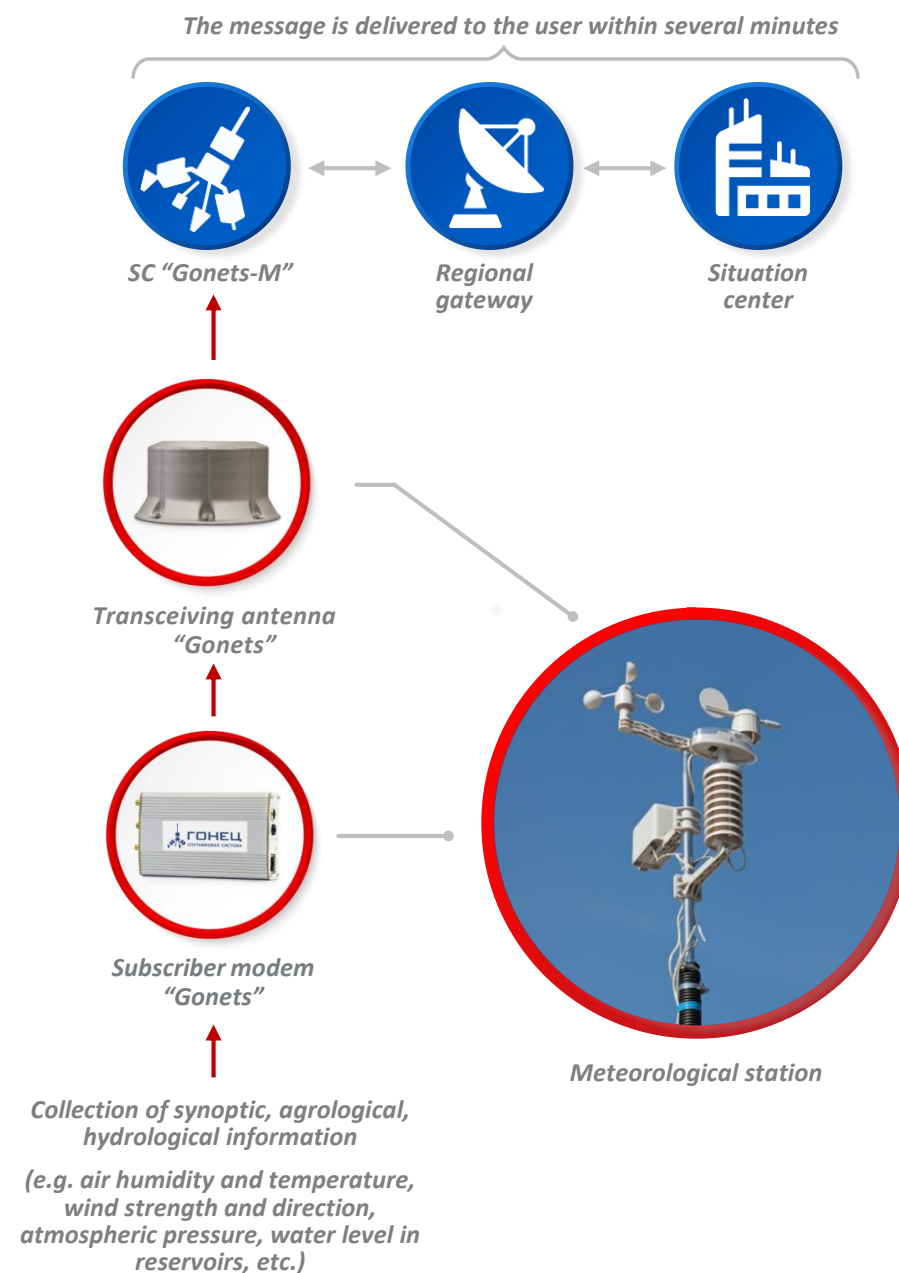 The message is delivered to the user within several minutes
SC “Gonets-M”
Regional
gateway
Situation
center
Transceiving antenna
“Gonets”
ГОНЕЦ
СПУТНИКОВАЯ СИСТЕМА
Subscriber modem
“Gonets”
Meteorological station
Collection of synoptic, agrological,
hydrological information
(e.g. air humidity and temperature,
wind strength and direction,
atmospheric pressure, water level in
reservoirs, etc.)